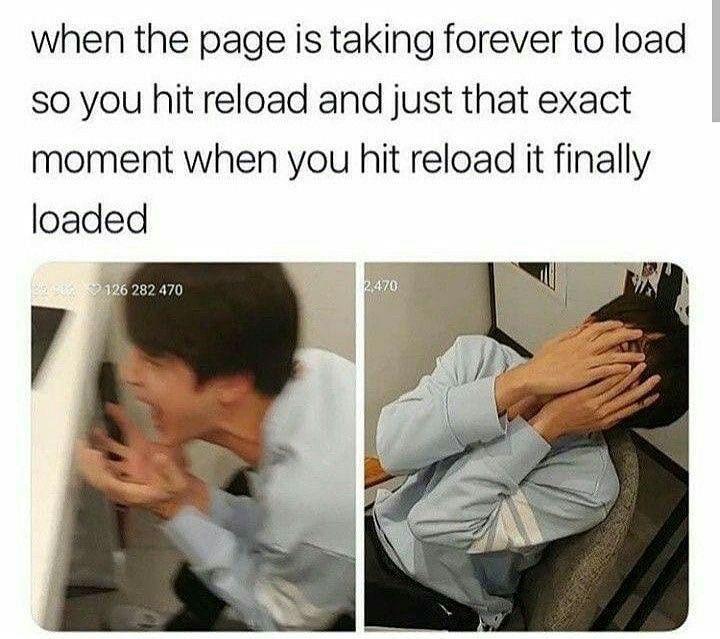 when the page is taking forever to load
so you hit reload and just that exact
moment when you hit reload it finally
loaded
126 282 470
2,470